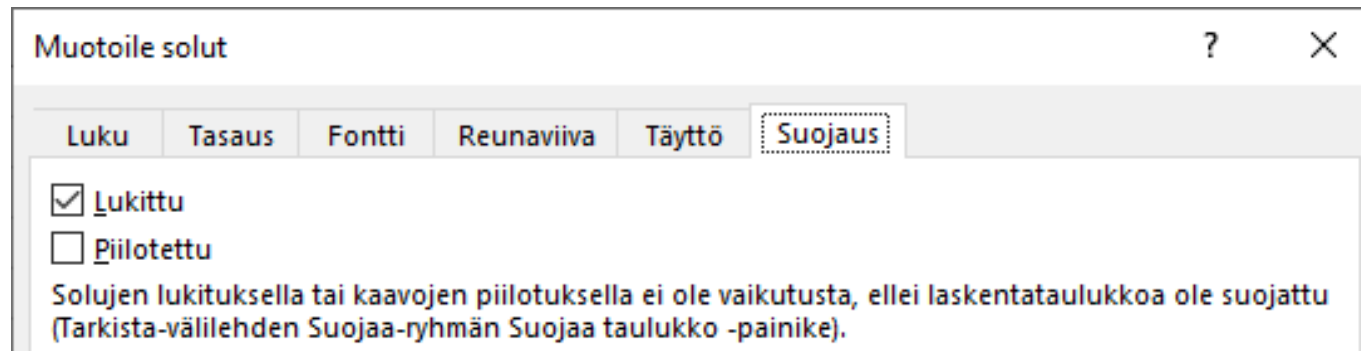 Muotoile solut ? ×
Luku Tasaus Fontti Reunaviiva Täyttö Suojaus
Lukittu
Piilotettu
Solujen lukituksella tai kaavojen piilotuksella ei ole vaikutusta, ellei laskentataulukkoa ole suojattu
(Tarkista-välilehden Suojaa-ryhmän Suojaa taulukko -painike).